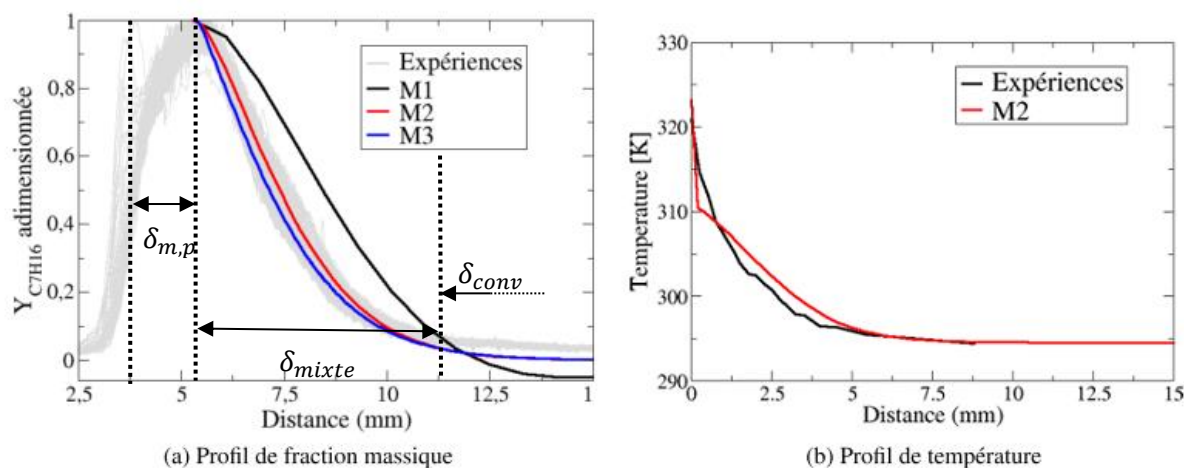 1
0,8
0,6
0,4
0,2
0
Y_C7H16 adimensionnée
Expériences
M1
M2
M3
δ_m,p
δ_conv
δ_mixte
2,5 5 7,5 10 12,5 1
Distance (mm)
(a) Profil de fraction massique
330
320
310
300
290
Temperature [K]
Expériences
M2
0 2.5 5 7.5 10 12.5 15
Distance (mm)
(b) Profil de température